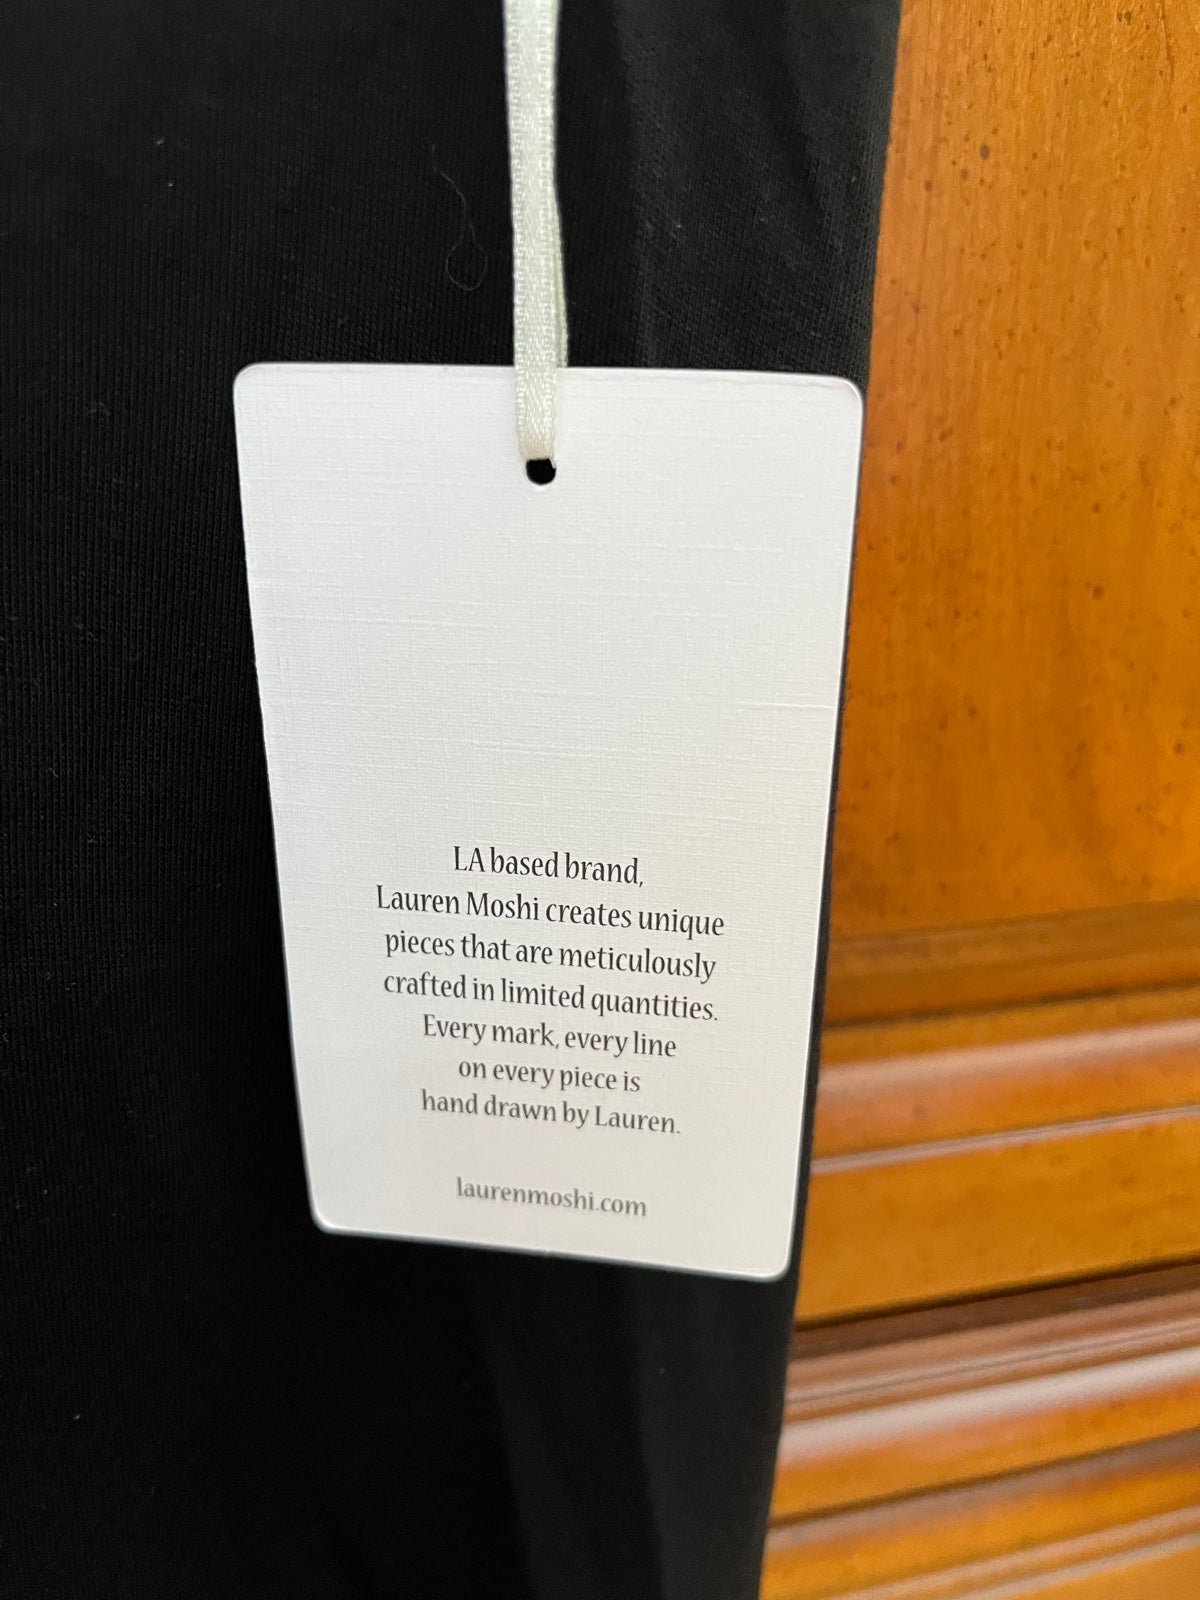 LA based brand,
Lauren Moshi creates unique
pieces that are meticulously
crafted in limited quantities.
Every mark, every line
on every piece is
hand drawn by Lauren.
laurenmoshi.com